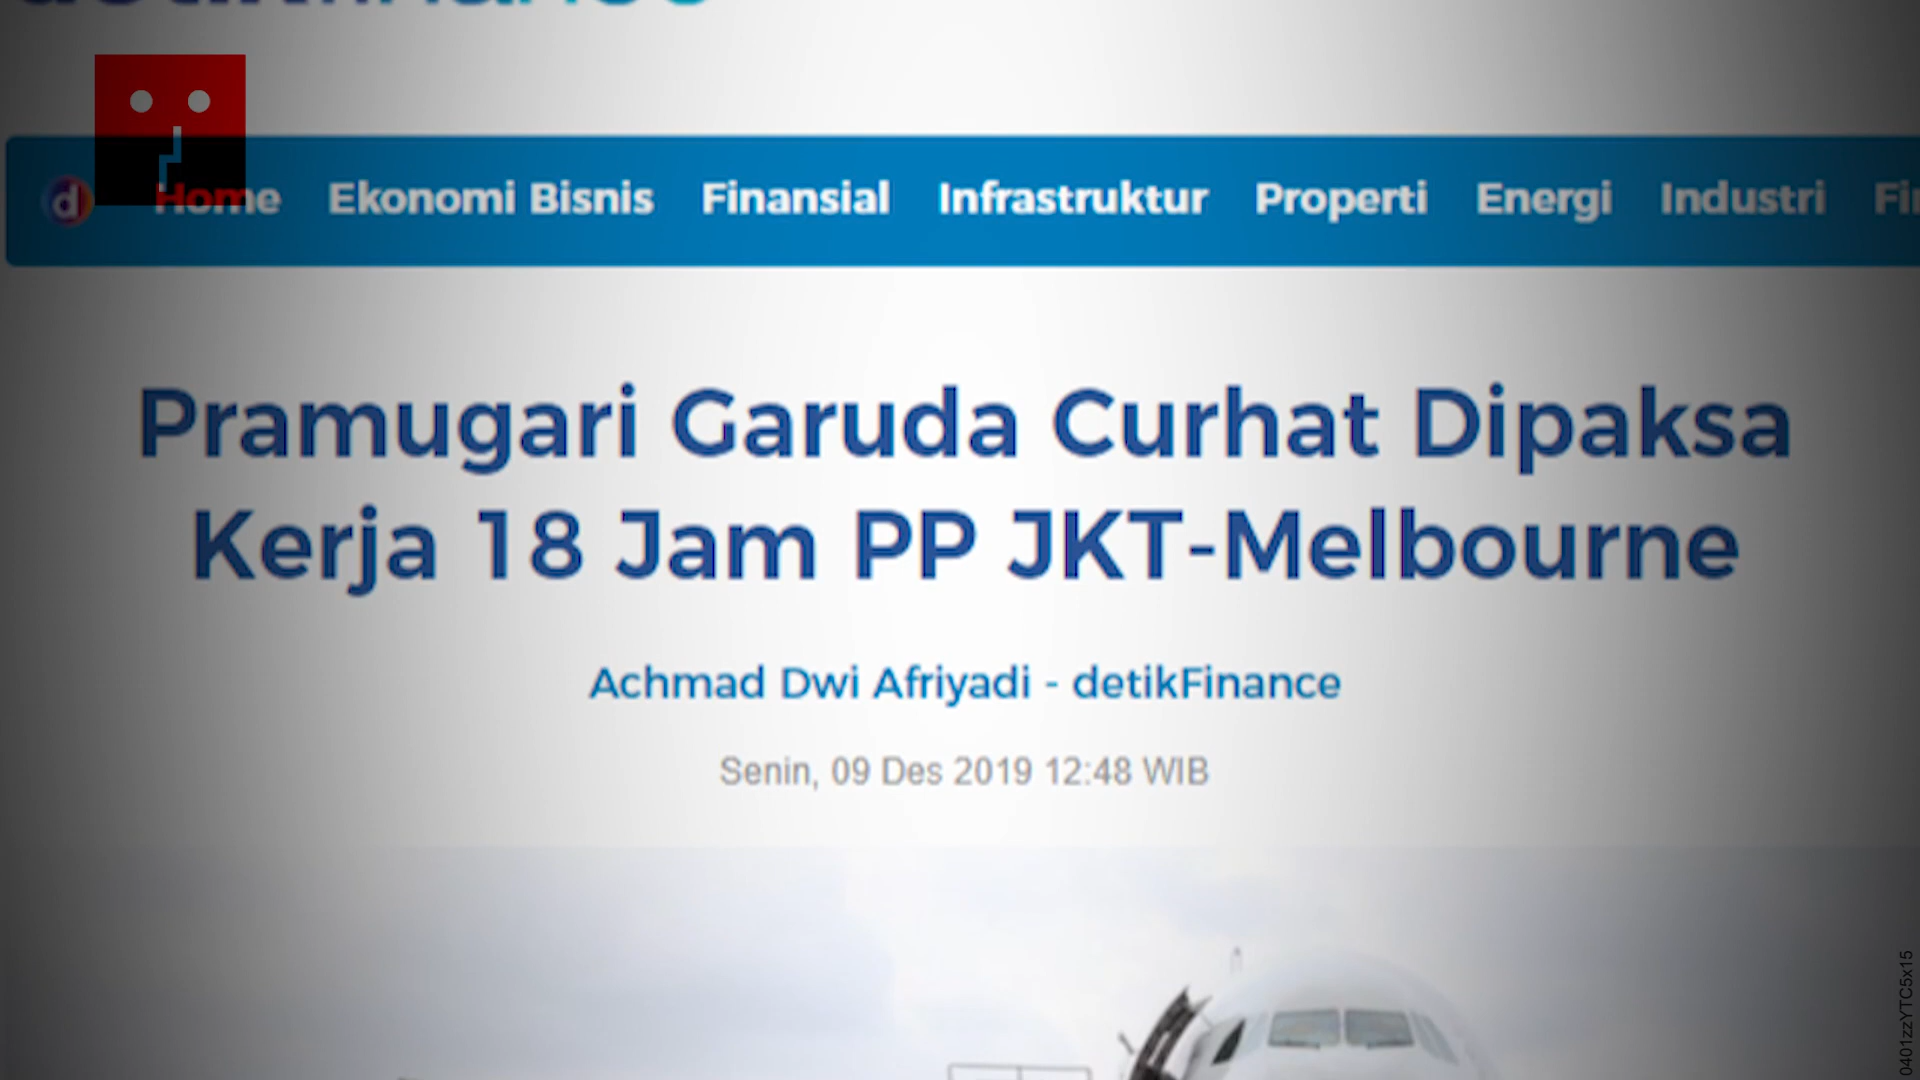 Home Ekonomi Bisnis Finansial Infrastruktur Properti Energi Industri
Pramugari Garuda Curhat Dipaksa
Kerja 18 Jam PP JKT-Melbourne
Achmad Dwi Afriyadi - detikFinance
Senin, 09 Des 2019 12:48 WIB
0401zzYTC5x15